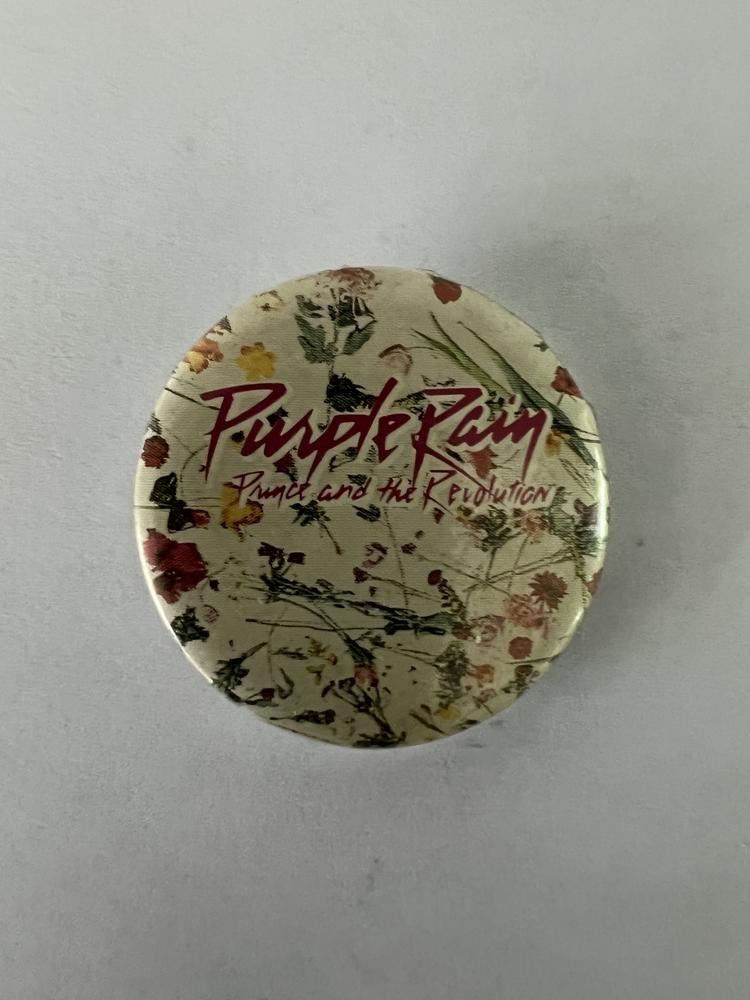 Purple Rain
Prince and the Revolution